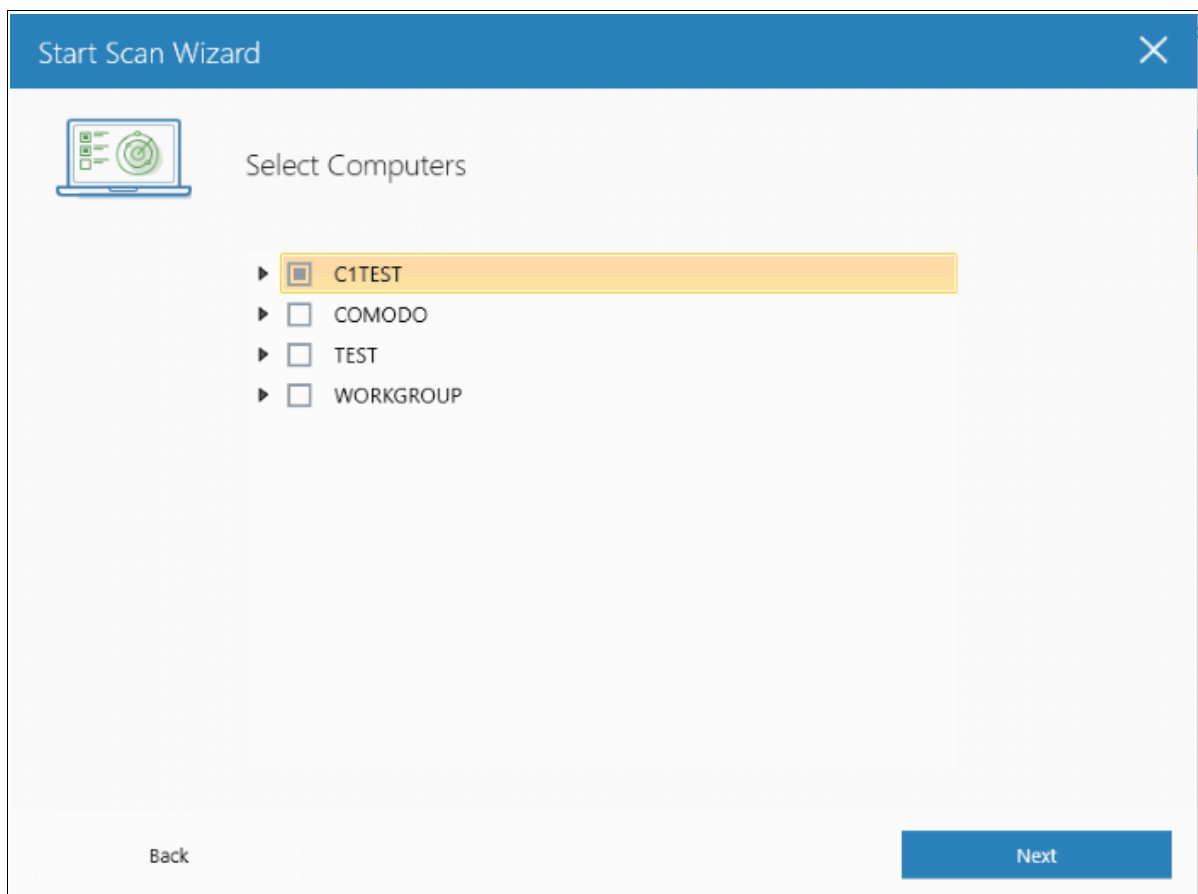 Start Scan Wizard
Select Computers
C1TEST
COMODO
TEST
WORKGROUP
Back
Next